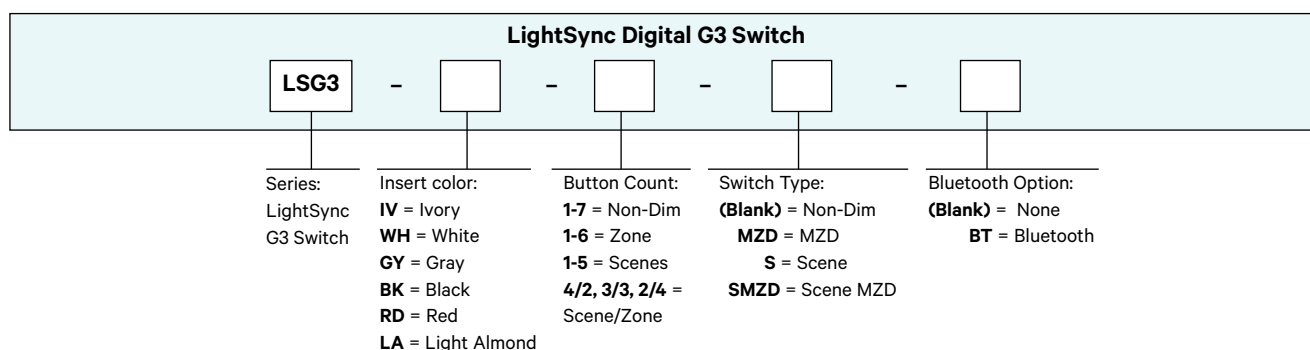 LightSync Digital G3 Switch
LSG3 – – – –
Series:
LightSync
G3 Switch
Insert color:
IV = Ivory
WH = White
GY = Gray
BK = Black
RD = Red
LA = Light Almond
Button Count:
1-7 = Non-Dim
1-6 = Zone
1-5 = Scenes
4/2, 3/3, 2/4 =
Scene/Zone
Switch Type:
(Blank) = Non-Dim
MZD = MZD
S = Scene
SMZD = Scene MZD
Bluetooth Option:
(Blank) = None
BT = Bluetooth